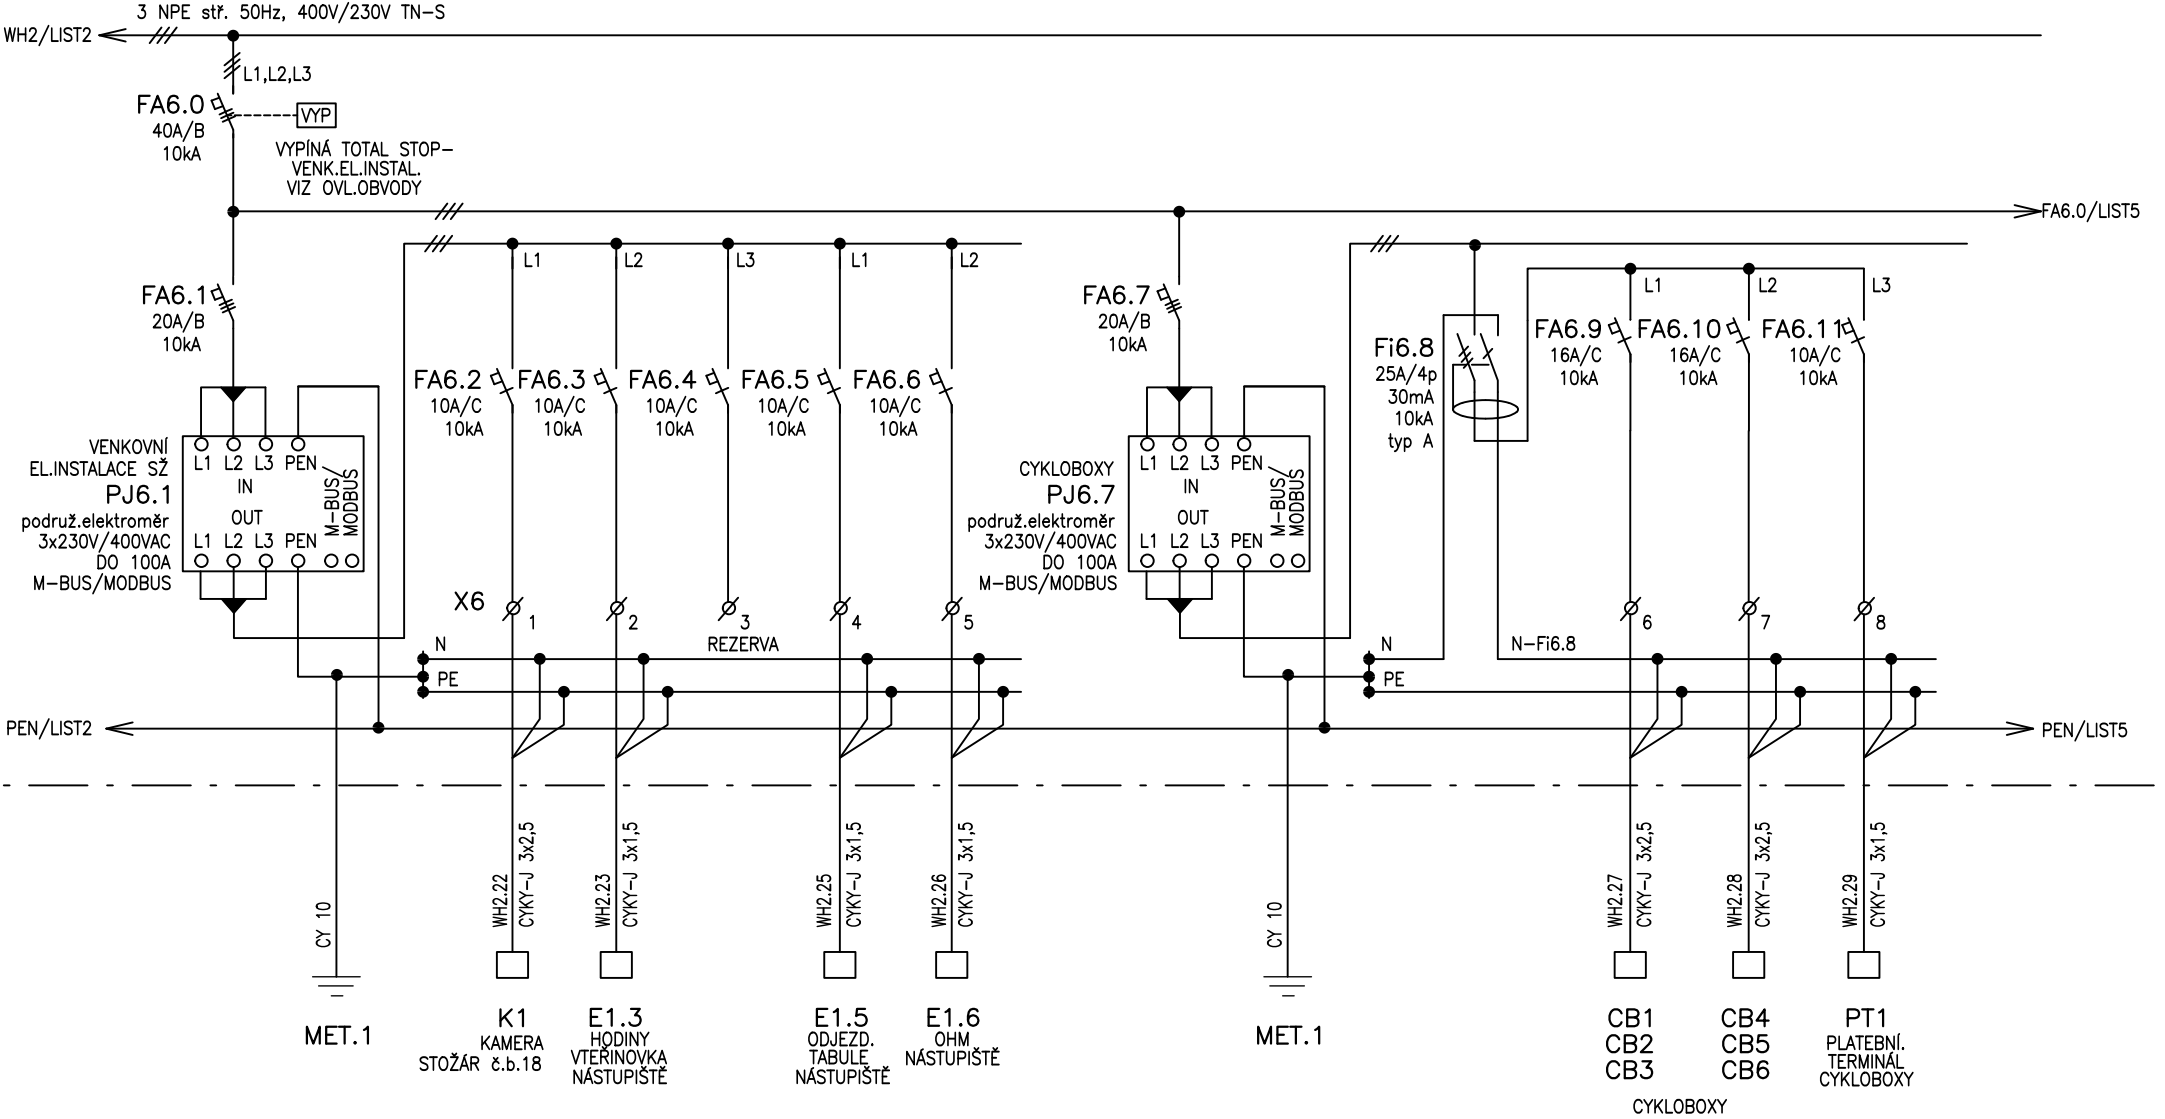 3 NPE stř. 50Hz, 400V/230V TN-S
WH2/LIST2
L1,L2,L3
FA6.0
40A/B
10kA
VYP
VYPÍNÁ TOTAL STOP-
VENK.EL.INSTAL.
VIZ OVL.OBVODY
FA6.0/LIST5
L1
L2
L3
L1
L2
FA6.1
20A/B
10kA
FA6.7
20A/B
10kA
L1
L2
L3
FA6.2
10A/C
10kA
FA6.3
10A/C
10kA
FA6.4
10A/C
10kA
FA6.5
10A/C
10kA
FA6.6
10A/C
10kA
Fi6.8
25A/4p
30mA
10kA
typ A
FA6.9
16A/C
10kA
FA6.10
16A/C
10kA
FA6.11
10A/C
10kA
VENKOVNÍ
EL.INSTALACE SŽ
PJ6.1
podruž.elektroměr
3x230V/400VAC
DO 100A
M-BUS/MODBUS
L1 L2 L3 PEN
IN
OUT
L1 L2 L3 PEN
M-BUS/
MODBUS
CYKLOBOXY
PJ6.7
podruž.elektroměr
3x230V/400VAC
DO 100A
M-BUS/MODBUS
L1 L2 L3 PEN
IN
OUT
L1 L2 L3 PEN
M-BUS/
MODBUS
X6
1
2
3
4
5
6
7
8
REZERVA
N
PE
N
PE
N-Fi6.8
PEN/LIST2
PEN/LIST5
CY 10
WH2.22
CYKY-J 3x2,5
WH2.23
CYKY-J 3x1,5
WH2.25
CYKY-J 3x1,5
WH2.26
CYKY-J 3x1,5
CY 10
WH2.27
CYKY-J 3x2,5
WH2.28
CYKY-J 3x2,5
WH2.29
CYKY-J 3x1,5
MET.1
K1
KAMERA
STOŽÁR č.b.18
E1.3
HODINY
VTEŘINOVKA
NÁSTUPIŠTĚ
E1.5
ODJEZD.
TABULE
NÁSTUPIŠTĚ
E1.6
OHM
NÁSTUPIŠTĚ
MET.1
CB1
CB2
CB3
CB4
CB5
CB6
CYKLOBOXY
PT1
PLATEBNÍ.
TERMINÁL
CYKLOBOXY